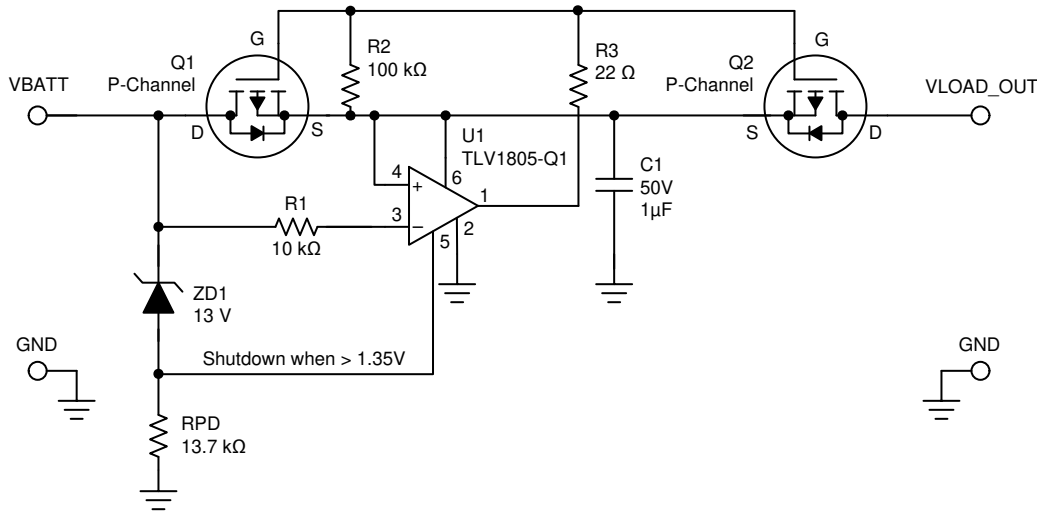 G
R2
100 kΩ
R3
22 Ω
G
Q1
P-Channel
Q2
P-Channel
VBATT
VLOAD_OUT
D
S
S
D
U1
TLV1805-Q1
4
+
6
1
3
−
5
2
C1
50V
1µF
R1
10 kΩ
ZD1
13 V
GND
GND
Shutdown when > 1.35V
RPD
13.7 kΩ